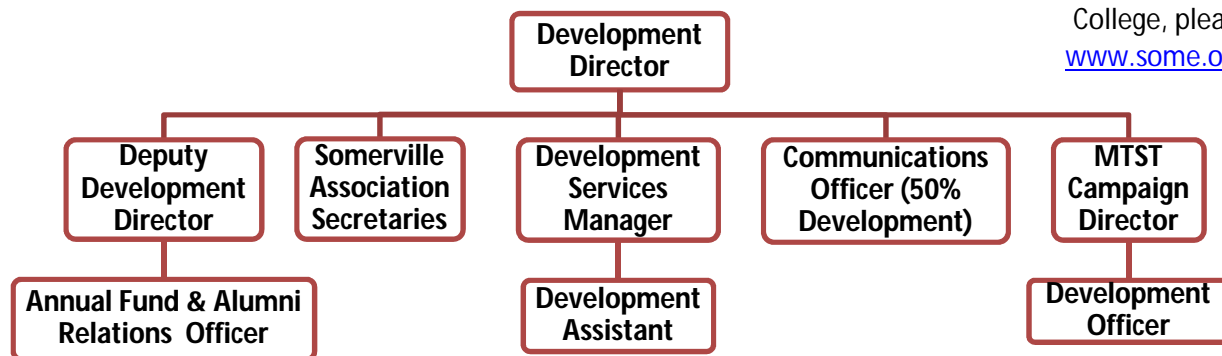 College, plea
www.some.o
Development
Director
Deputy
Development
Director
Somerville
Association
Secretaries
Development
Services
Manager
Communications
Officer (50%
Development)
MTST
Campaign
Director
Annual Fund & Alumni
Relations Officer
Development
Assistant
Development
Officer